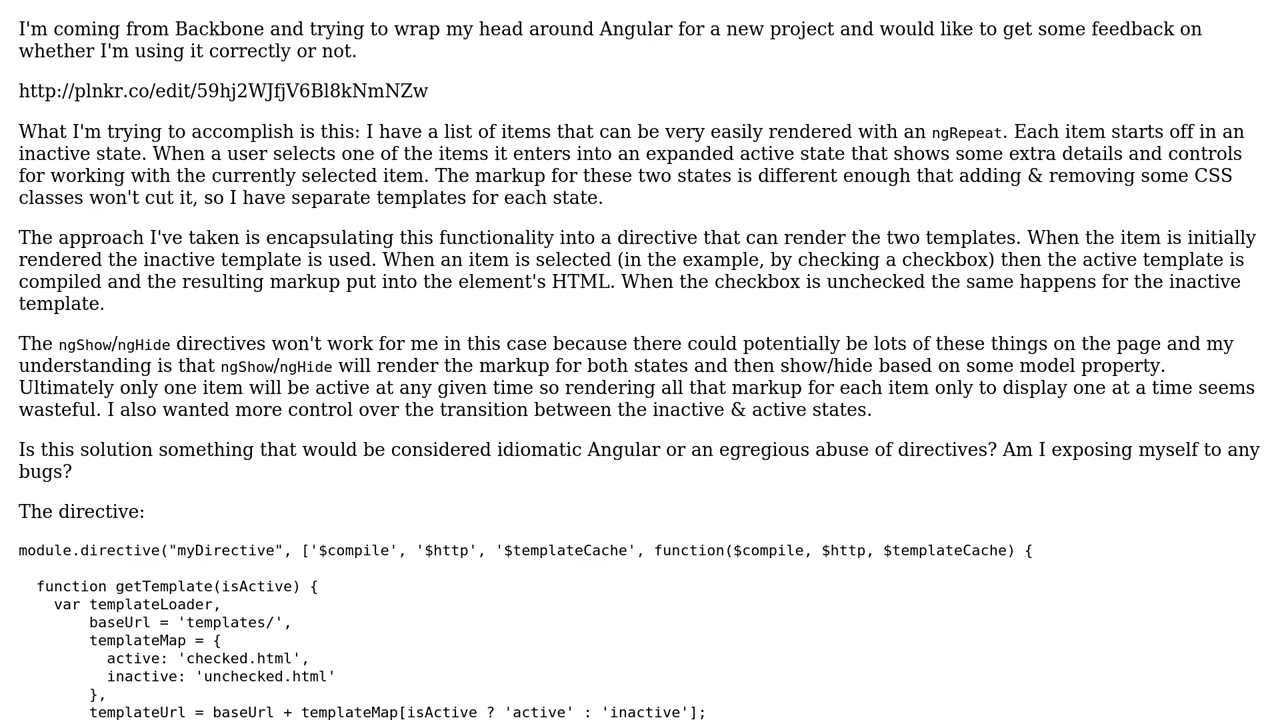 I'm coming from Backbone and trying to wrap my head around Angular for a new project and would like to get some feedback on
whether I'm using it correctly or not.
http://plnkr.co/edit/59hj2WJfjV6Bl8kNmNZw
What I'm trying to accomplish is this: I have a list of items that can be very easily rendered with an ngRepeat. Each item starts off in an
inactive state. When a user selects one of the items it enters into an expanded active state that shows some extra details and controls
for working with the currently selected item. The markup for these two states is different enough that adding & removing some CSS
classes won't cut it, so I have separate templates for each state.
The approach I've taken is encapsulating this functionality into a directive that can render the two templates. When the item is initially
rendered the inactive template is used. When an item is selected (in the example, by checking a checkbox) then the active template is
compiled and the resulting markup put into the element's HTML. When the checkbox is unchecked the same happens for the inactive
template.
The ngShow/ngHide directives won't work for me in this case because there could potentially be lots of these things on the page and my
understanding is that ngShow/ngHide will render the markup for both states and then show/hide based on some model property.
Ultimately only one item will be active at any given time so rendering all that markup for each item only to display one at a time seems
wasteful. I also wanted more control over the transition between the inactive & active states.
Is this solution something that would be considered idiomatic Angular or an egregious abuse of directives? Am I exposing myself to any
bugs?
The directive:
module.directive("myDirective", ['$compile', '$http', '$templateCache', function($compile, $http, $templateCache) {
  function getTemplate(isActive) {
    var templateLoader,
        baseUrl = 'templates/',
        templateMap = {
          active: 'checked.html',
          inactive: 'unchecked.html'
        },
        templateUrl = baseUrl + templateMap[isActive ? 'active' : 'inactive'];